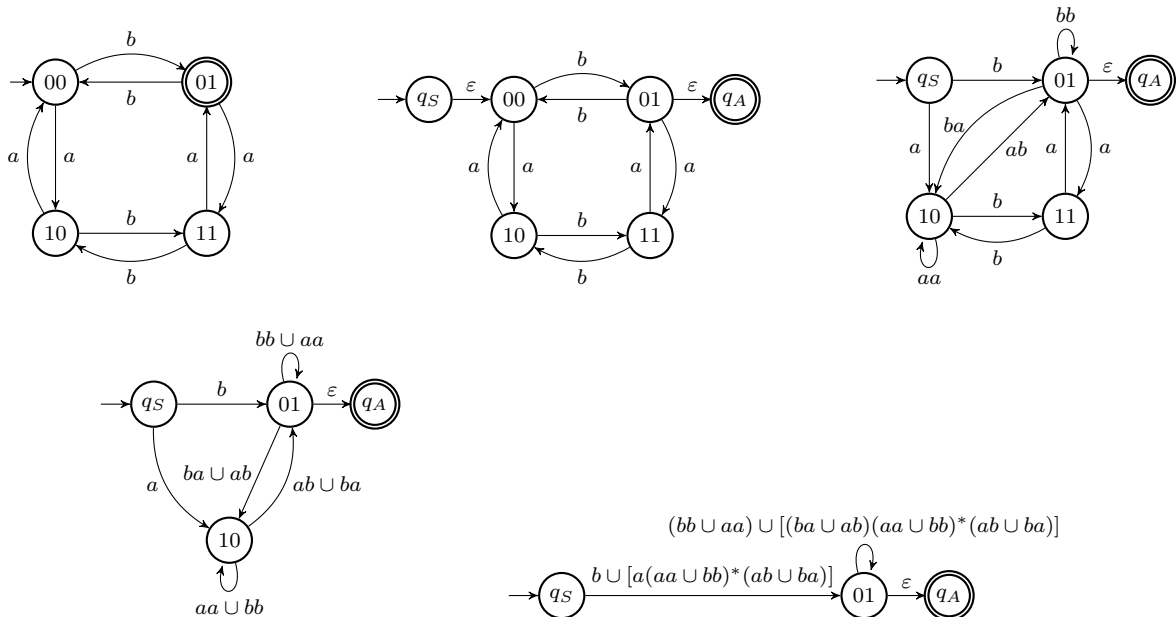 b
00
01
b
a
a
a
a
b
10
11
b
b
q_S
ε
00
01
ε
q_A
b
a
a
a
a
b
10
11
b
bb
q_S
b
01
ε
q_A
ba
a
ab
a
a
b
10
11
b
aa
bb ∪ aa
q_S
b
01
ε
q_A
ba ∪ ab
a
ab ∪ ba
10
aa ∪ bb
(bb ∪ aa) ∪ [(ba ∪ ab)(aa ∪ bb)*(ab ∪ ba)]
b ∪ [a(aa ∪ bb)*(ab ∪ ba)]
q_S
01
ε
q_A